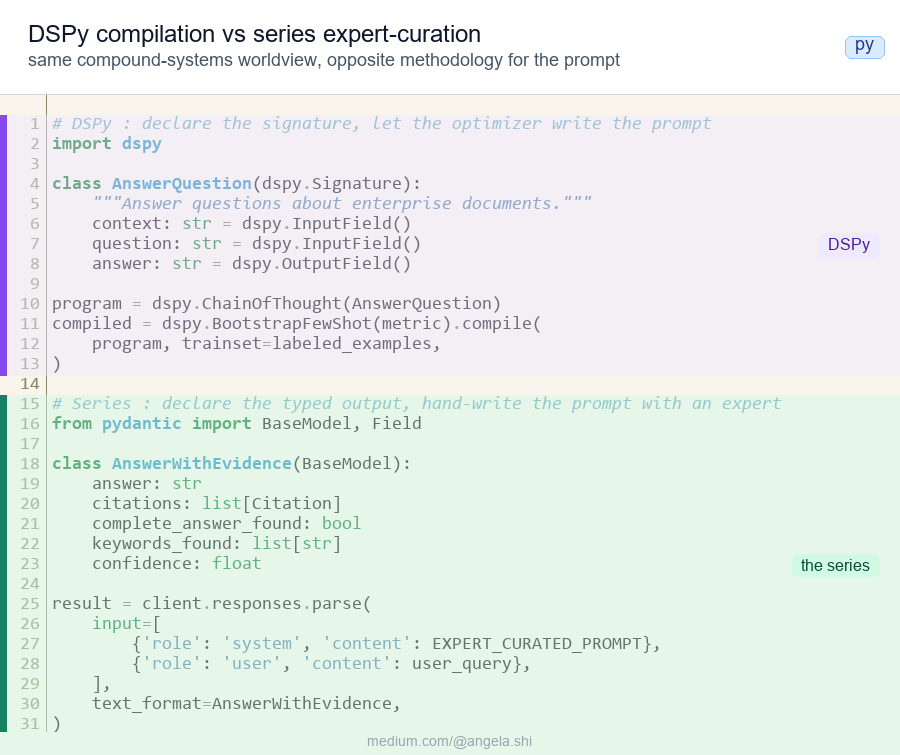 DSPy compilation vs series expert-curation
same compound-systems worldview, opposite methodology for the prompt
py
1 # DSPy : declare the signature, let the optimizer write the prompt
2 import dspy
3
4 class AnswerQuestion(dspy.Signature):
5     """Answer questions about enterprise documents."""
6     context: str = dspy.InputField()
7     question: str = dspy.InputField()
DSPy
8     answer: str = dspy.OutputField()
9
10 program = dspy.ChainOfThought(AnswerQuestion)
11 compiled = dspy.BootstrapFewShot(metric).compile(
12     program, trainset=labeled_examples,
13 )
14
15 # Series : declare the typed output, hand-write the prompt with an expert
16 from pydantic import BaseModel, Field
17
18 class AnswerWithEvidence(BaseModel):
19     answer: str
20     citations: list[Citation]
21     complete_answer_found: bool
22     keywords_found: list[str]
23     confidence: float
the series
24
25 result = client.responses.parse(
26     input=[
27         {'role': 'system', 'content': EXPERT_CURATED_PROMPT},
28         {'role': 'user', 'content': user_query},
29     ],
30     text_format=AnswerWithEvidence,
31 )
medium.com/@angela.shi